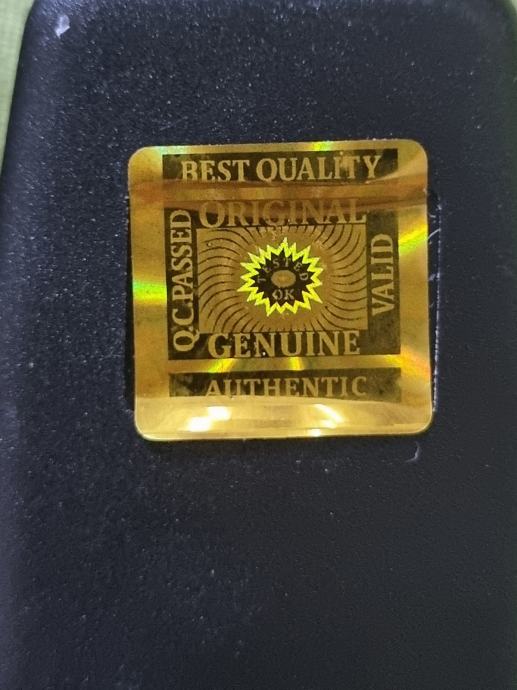 BEST QUALITY
ORIGINAL
Q.C.PASSED
TESTED
OK
VALID
GENUINE
AUTHENTIC